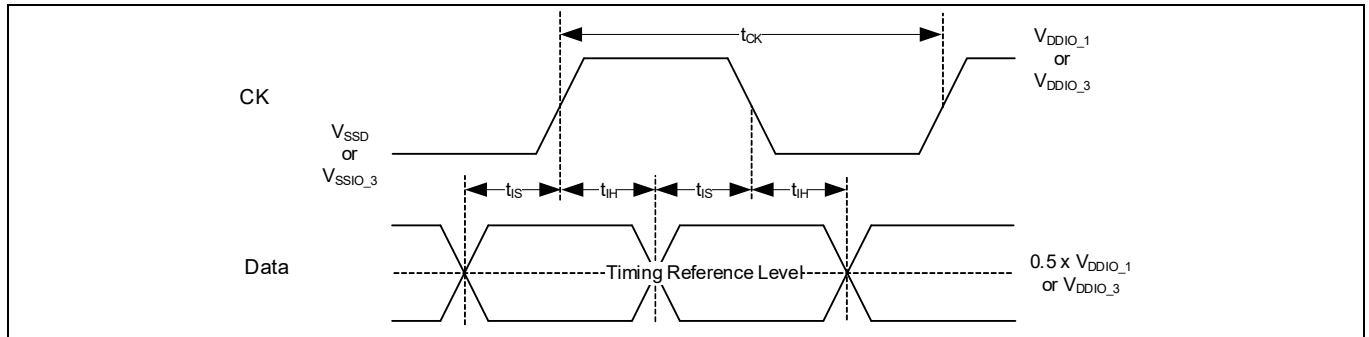 tCK
VDDIO_1
or
VDDIO_3
CK
VSSD
or
VSSIO_3
tIS
tIH
tIS
tIH
Data
Timing Reference Level
0.5 x VDDIO_1
or VDDIO_3